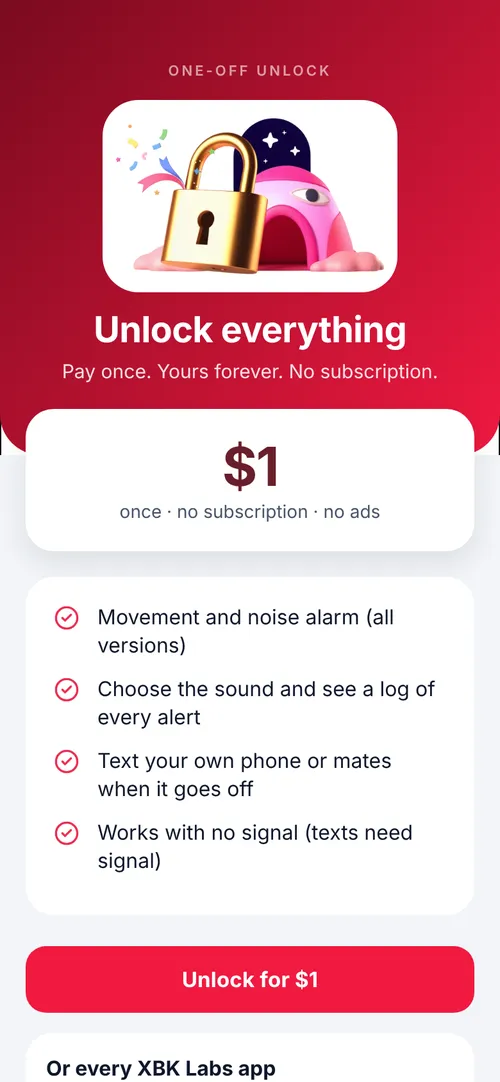 ONE-OFF UNLOCK
Unlock everything
Pay once. Yours forever. No subscription.
$1
once · no subscription · no ads
Movement and noise alarm (all
versions)
Choose the sound and see a log of
every alert
Text your own phone or mates
when it goes off
Works with no signal (texts need
signal)
Unlock for $1
Or every XBK Labs app